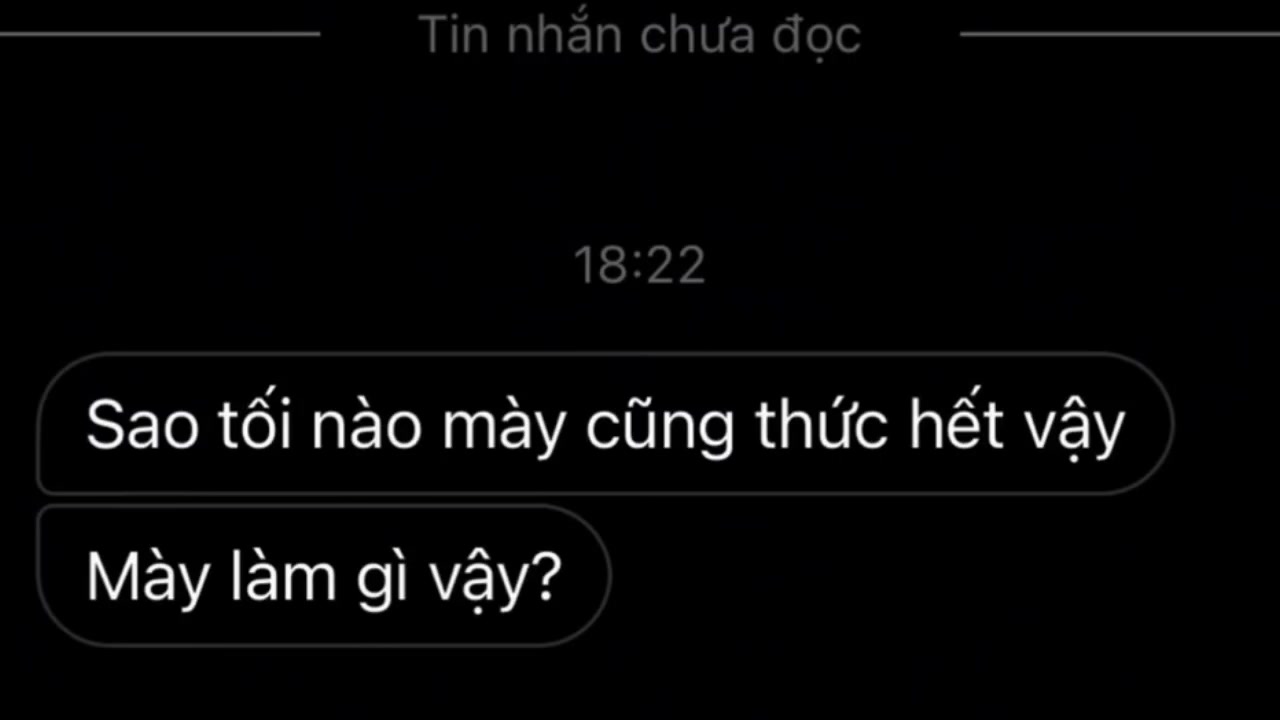 Tin nhắn chưa đọc
18:22
Sao tối nào mày cũng thức hết vậy
Mày làm gì vậy?